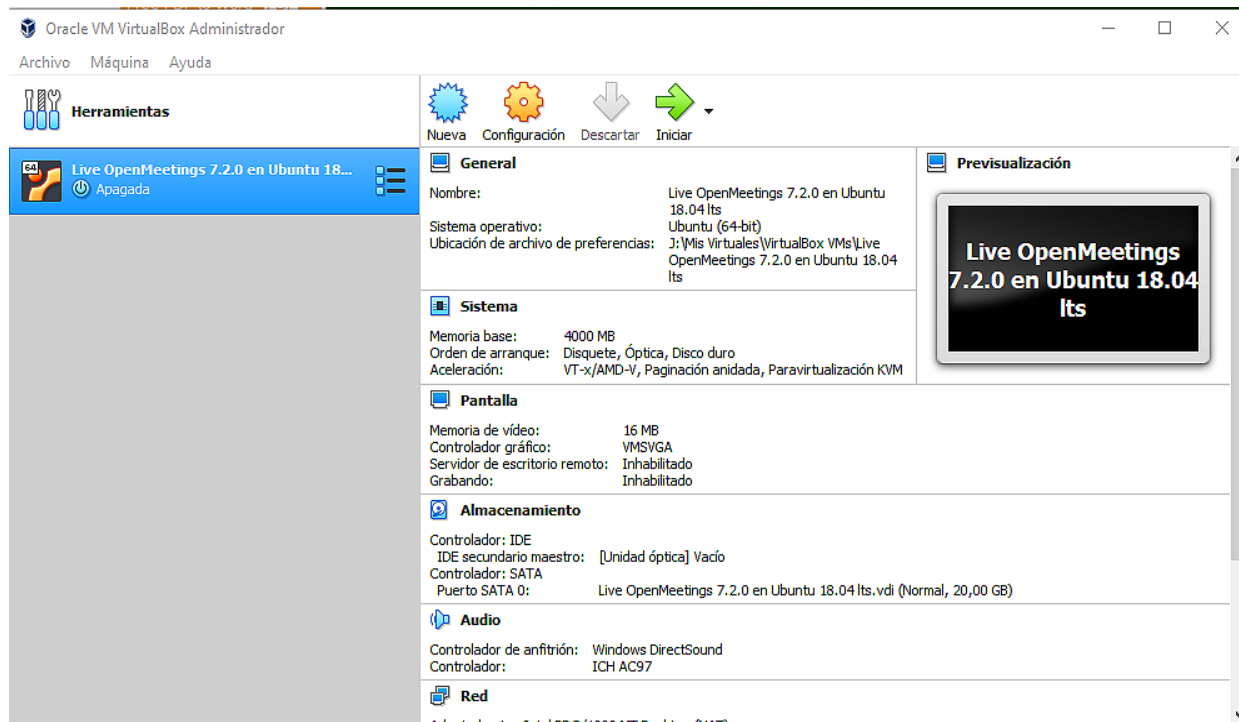 Oracle VM VirtualBox Administrador
Archivo Máquina Ayuda
Herramientas
Nueva Configuración Descartar Iniciar
64
Live OpenMeetings 7.2.0 en Ubuntu 18...
Apagada
General
Nombre: Live OpenMeetings 7.2.0 en Ubuntu
18.04 lts
Sistema operativo: Ubuntu (64-bit)
Ubicación de archivo de preferencias: J:\Mis Virtuales\VirtualBox VMs\Live
OpenMeetings 7.2.0 en Ubuntu 18.04
lts
Previsualización
Live OpenMeetings
7.2.0 en Ubuntu 18.04
lts
Sistema
Memoria base: 4000 MB
Orden de arranque: Disquete, Óptica, Disco duro
Aceleración: VT-x/AMD-V, Paginación anidada, Paravirtualización KVM
Pantalla
Memoria de vídeo: 16 MB
Controlador gráfico: VMSVGA
Servidor de escritorio remoto: Inhabilitado
Grabando: Inhabilitado
Almacenamiento
Controlador: IDE
IDE secundario maestro: [Unidad óptica] Vacío
Controlador: SATA
Puerto SATA 0: Live OpenMeetings 7.2.0 en Ubuntu 18.04 lts.vdi (Normal, 20,00 GB)
Audio
Controlador de anfitrión: Windows DirectSound
Controlador: ICH AC97
Red